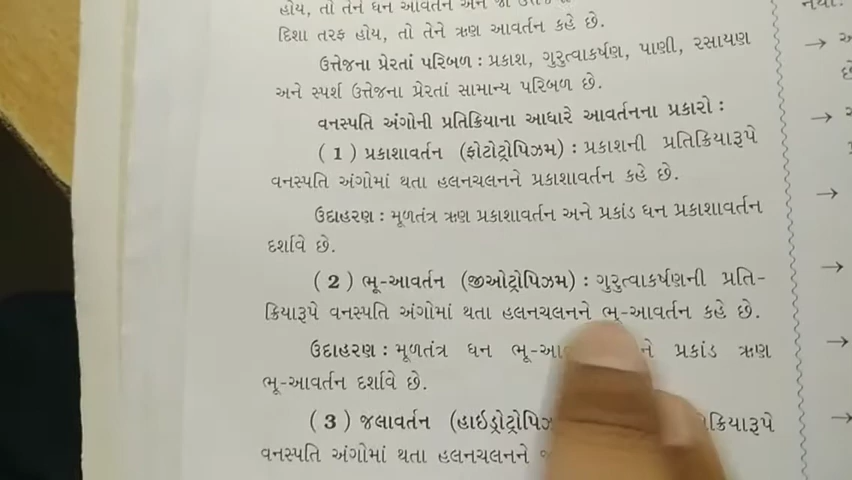 હોય, તો તેને ધન આવર્તન અને જો
દિશા તરફ હોય, તો તેને ઋણ આવર્તન કહે છે.
ઉત્તેજના પ્રેરતાં પરિબળ : પ્રકાશ, ગુરુત્વાકર્ષણ, પાણી, રસાયણ
અને સ્પર્શ ઉત્તેજના પ્રેરતાં સામાન્ય પરિબળ છે.
વનસ્પતિ અંગોની પ્રતિક્રિયાના આધારે આવર્તનના પ્રકારો :
( 1 ) પ્રકાશાવર્તન (ફોટોટ્રોપિઝમ) : પ્રકાશની પ્રતિક્રિયારૂપે
વનસ્પતિ અંગોમાં થતા હલનચલનને પ્રકાશાવર્તન કહે છે.
ઉદાહરણ : મૂળતંત્ર ઋણ પ્રકાશાવર્તન અને પ્રકાંડ ધન પ્રકાશાવર્તન
દર્શાવે છે.
( 2 ) ભૂ-આવર્તન (જીઓટ્રોપિઝમ) : ગુરુત્વાકર્ષણની પ્રતિ-
ક્રિયારૂપે વનસ્પતિ અંગોમાં થતા હલનચલનને ભૂ-આવર્તન કહે છે.
ઉદાહરણ : મૂળતંત્ર ધન પ્રકાંડ ઋણ
ભૂ-આવર્તન દર્શાવે છે.
( 3 ) જલાવર્તન
વનસ્પતિ અંગોમાં થતા હલનચલનને